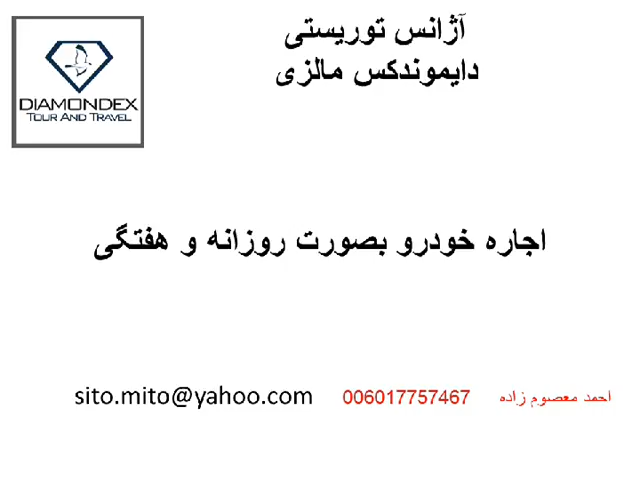 آژانس توریستی
دایموندکس مالزی
DIAMONDEX
TOUR AND TRAVEL
اجاره خودرو بصورت روزانه و هفتگی
احمد معصوم زاده 006017757467 sito.mito@yahoo.com